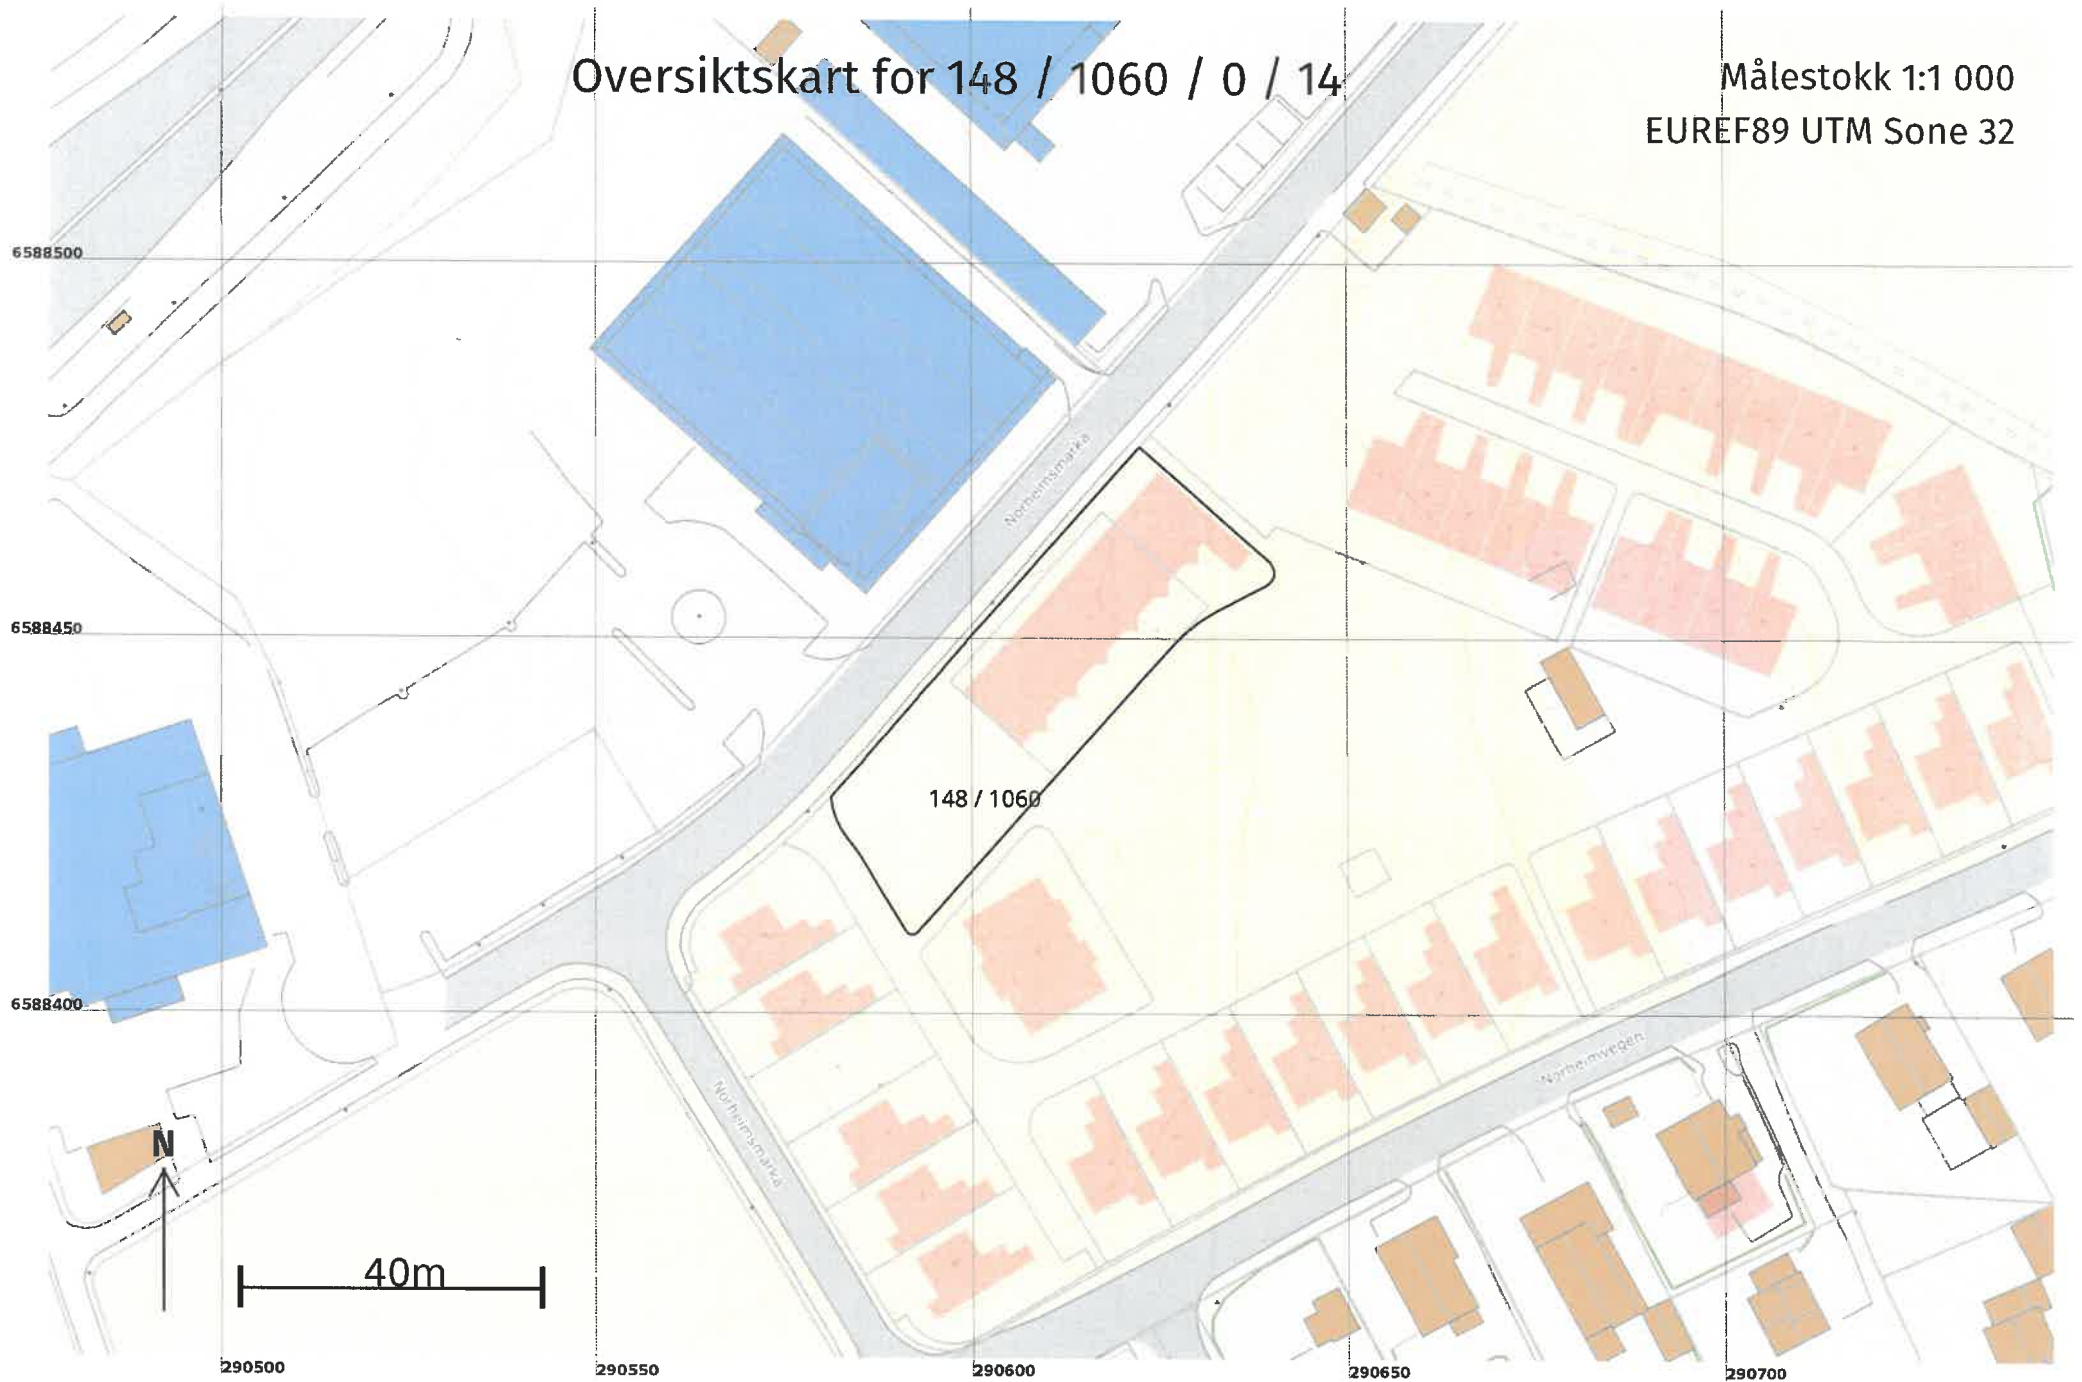 Oversiktskart for 148 / 1060 / 0 / 14
Målestokk 1:1 000
EUREF89 UTM Sone 32
6588500
Norheimsmarka
6588450
148 / 1060
6588400
Norheimvegen
Norheimsmarka
N
40m
290500
290550
290600
290650
290700